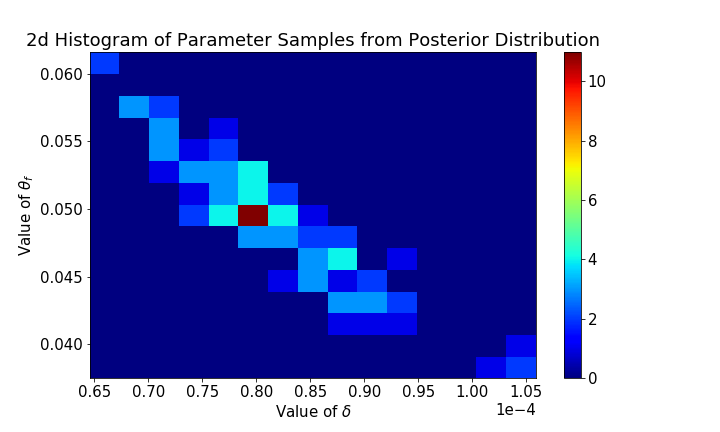 2d Histogram of Parameter Samples from Posterior Distribution
Value of θf
0.060
0.055
0.050
0.045
0.040
0.65 0.70 0.75 0.80 0.85 0.90 0.95 1.00 1.05
1e−4
Value of δ
10
8
6
4
2
0